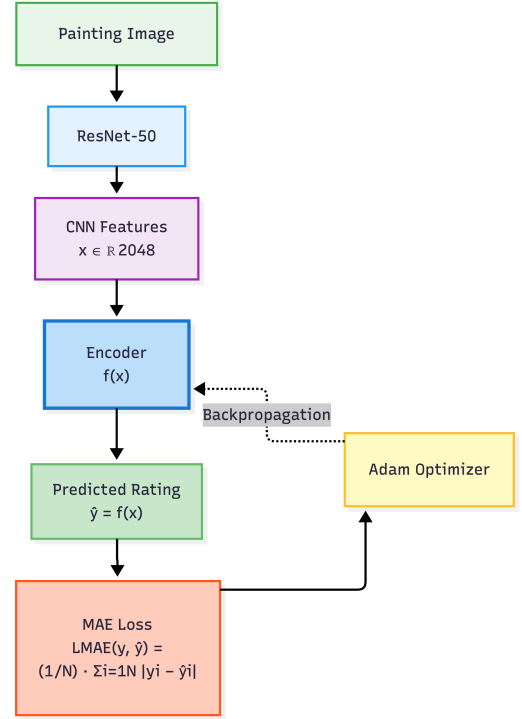 Painting Image
ResNet-50
CNN Features
x ∈ ℝ 2048
Encoder
f(x)
Backpropagation
Adam Optimizer
Predicted Rating
ŷ = f(x)
MAE Loss
LMAE(y, ŷ) =
(1/N) · Σi=1N |yi − ŷi|